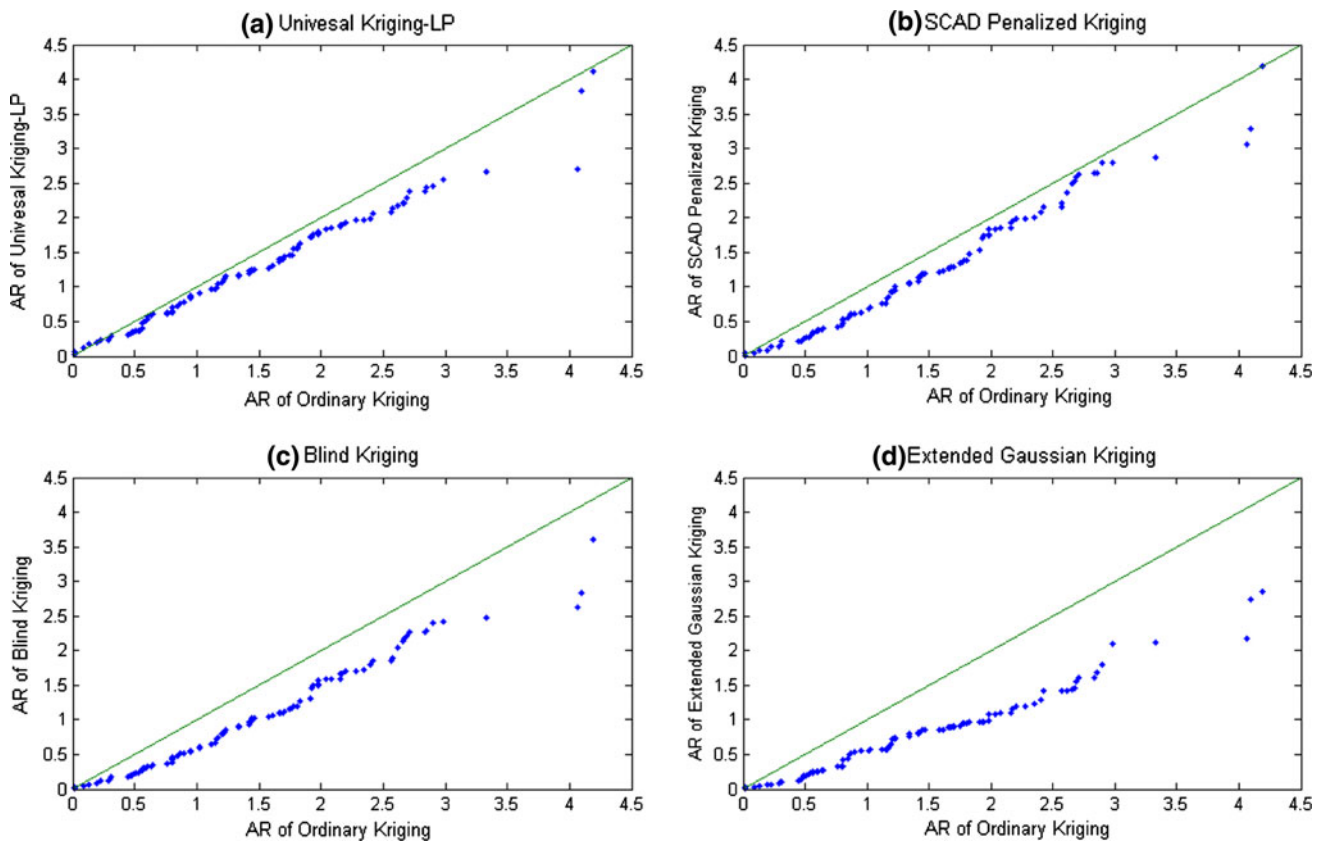 (a) Univesal Kriging-LP
4.5
4
3.5
3
2.5
2
1.5
1
0.5
0
AR of Univesal Kriging-LP
0 0.5 1 1.5 2 2.5 3 3.5 4 4.5
AR of Ordinary Kriging
(b) SCAD Penalized Kriging
4.5
4
3.5
3
2.5
2
1.5
1
0.5
0
AR of SCAD Penalized Kriging
0 0.5 1 1.5 2 2.5 3 3.5 4 4.5
AR of Ordinary Kriging
(c) Blind Kriging
4.5
4
3.5
3
2.5
2
1.5
1
0.5
0
AR of Blind Kriging
0 0.5 1 1.5 2 2.5 3 3.5 4 4.5
AR of Ordinary Kriging
(d) Extended Gaussian Kriging
4.5
4
3.5
3
2.5
2
1.5
1
0.5
0
AR of Extended Gaussian Kriging
0 0.5 1 1.5 2 2.5 3 3.5 4 4.5
AR of Ordinary Kriging